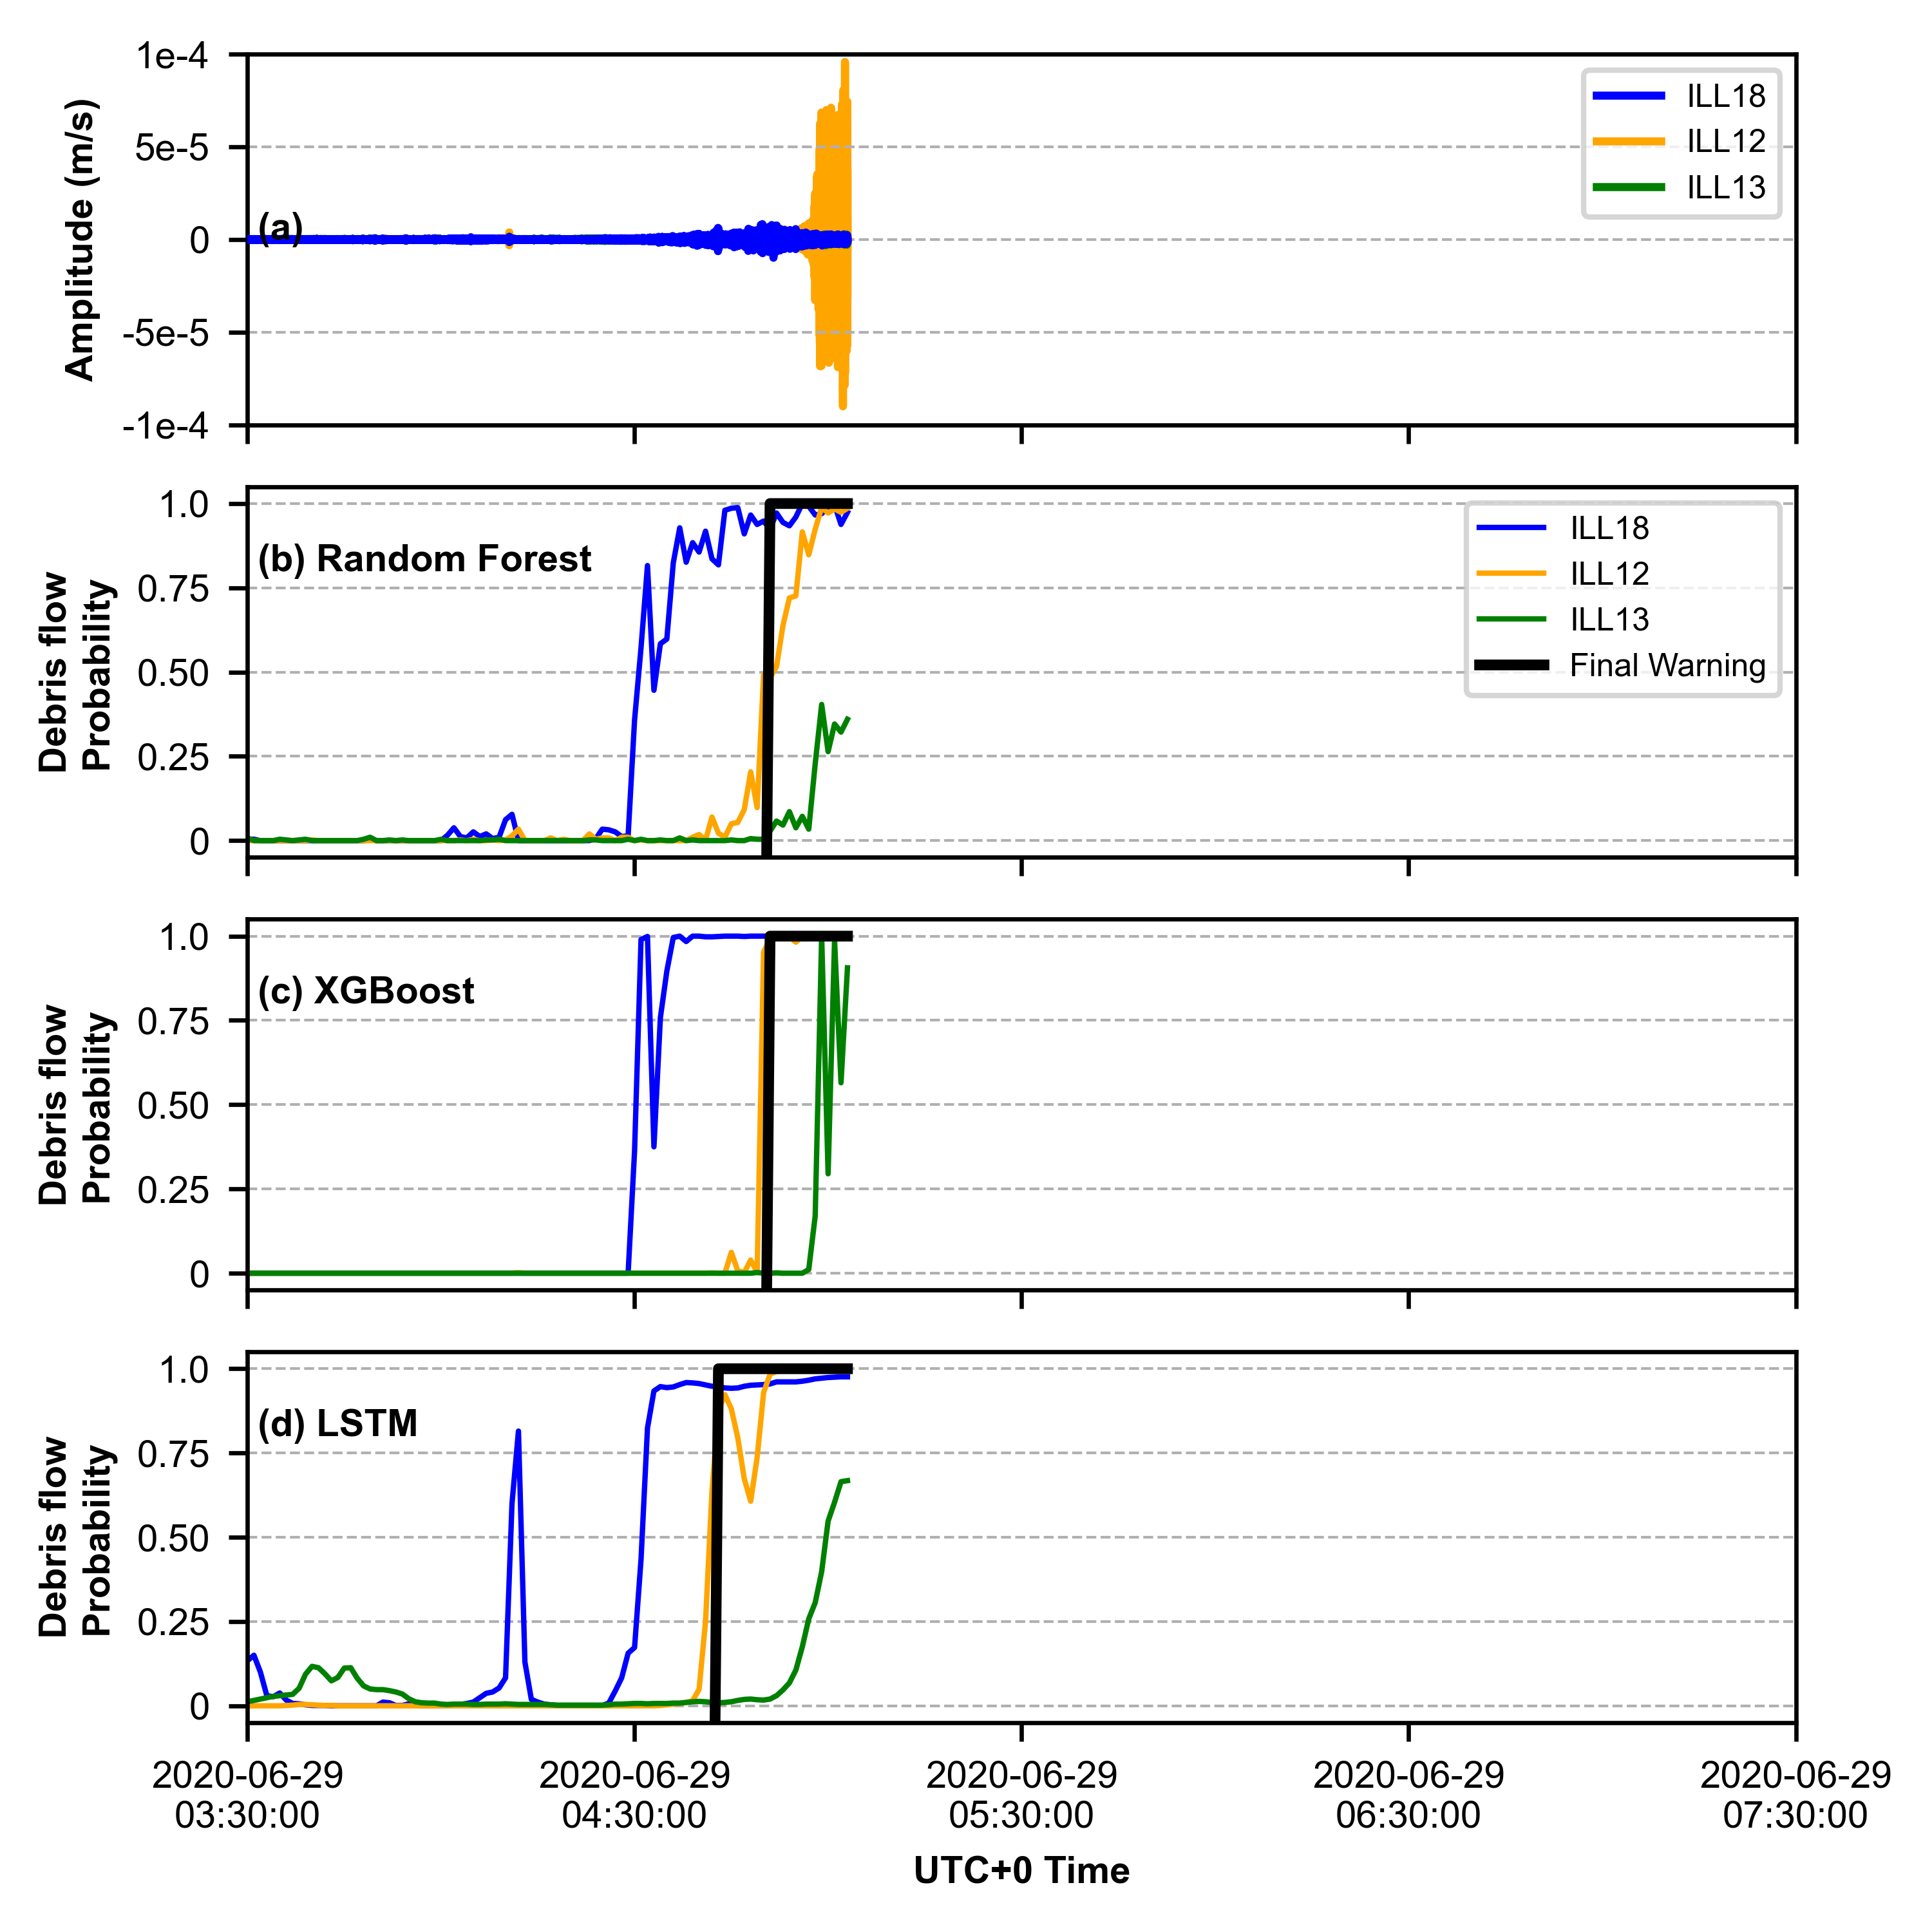 1e-4
5e-5
0
-5e-5
-1e-4
Amplitude (m/s)
(a)
ILL18
ILL12
ILL13
1.0
0.75
0.50
0.25
0
Debris flow
Probability
(b) Random Forest
ILL18
ILL12
ILL13
Final Warning
1.0
0.75
0.50
0.25
0
Debris flow
Probability
(c) XGBoost
1.0
0.75
0.50
0.25
0
Debris flow
Probability
(d) LSTM
2020-06-29
03:30:00
2020-06-29
04:30:00
2020-06-29
05:30:00
2020-06-29
06:30:00
2020-06-29
07:30:00
UTC+0 Time